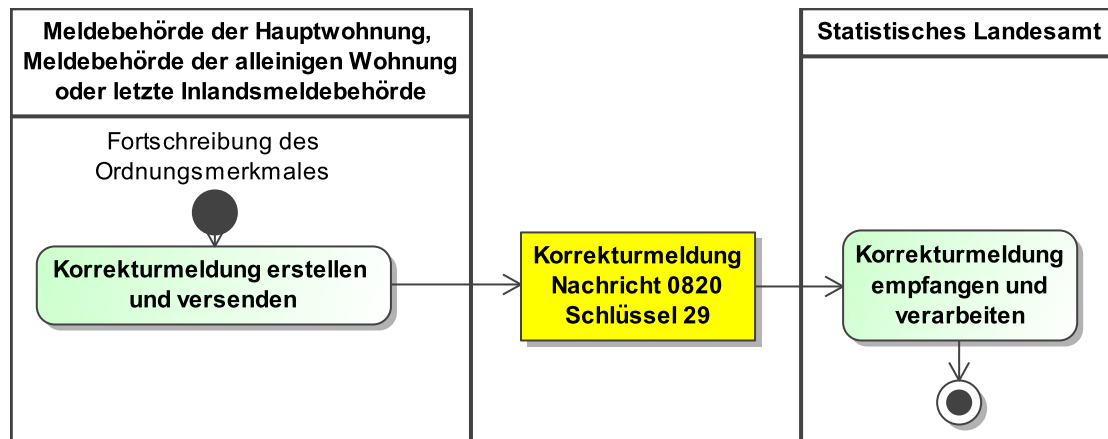 Meldebehörde der Hauptwohnung,
Meldebehörde der alleinigen Wohnung
oder letzte Inlandsmeldebehörde
Statistisches Landesamt
Fortschreibung des
Ordnungsmerkmales
Korrekturmeldung erstellen
und versenden
Korrekturmeldung
Nachricht 0820
Schlüssel 29
Korrekturmeldung
empfangen und
verarbeiten